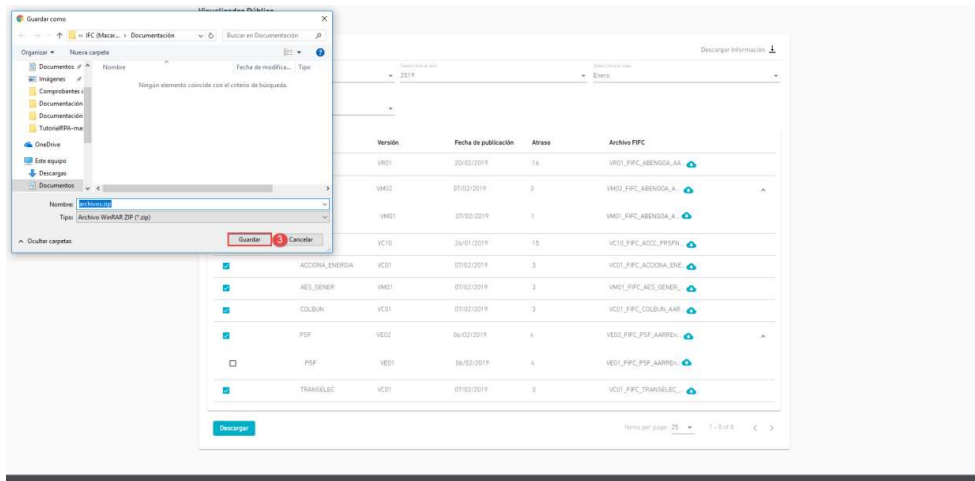 Visualizador Público
Guardar como
« IFC (Macar... > Documentación
Buscar en Documentación
Organizar
Nueva carpeta
Nombre
Fecha de modifica...
Tipo
Ningún elemento coincide con el criterio de búsqueda.
Documentos
Imágenes
Comprobantes
Documentación
Documentación
TutorialRPA-ma
OneDrive
Este equipo
Descargas
Documentos
Nombre: archivos.zip
Tipo: Archivo WinRAR ZIP (*.zip)
Ocultar carpetas
Guardar
3
Cancelar
Descargar Información
2019
Enero
Versión Fecha de publicación Atraso Archivo FIFC
VR01 20/02/2019 16 VR01_FIFC_ABENGOA_AA...
VM02 07/02/2019 3 VM02_FIFC_ABENGOA_A...
VM01 07/02/2019 1 VM01_FIFC_ABENGOA_A...
VC10 26/01/2019 15 VC10_FIFC_ACCC_PRSFN...
ACCIONA_ENERGIA VC01 07/02/2019 3 VC01_FIFC_ACCIONA_ENE...
AES_GENER VM01 07/02/2019 3 VM01_FIFC_AES_GENER_...
COLBUN VC01 07/02/2019 3 VC01_FIFC_COLBUN_AAR...
PSF VE02 06/02/2019 4 VE02_FIFC_PSF_AARREn...
PSF VE01 06/02/2019 4 VE01_FIFC_PSF_AARREn...
TRANSELEC VC01 07/02/2019 3 VC01_FIFC_TRANSELEC_...
Descargar
Items per page: 25
1 - 8 of 8